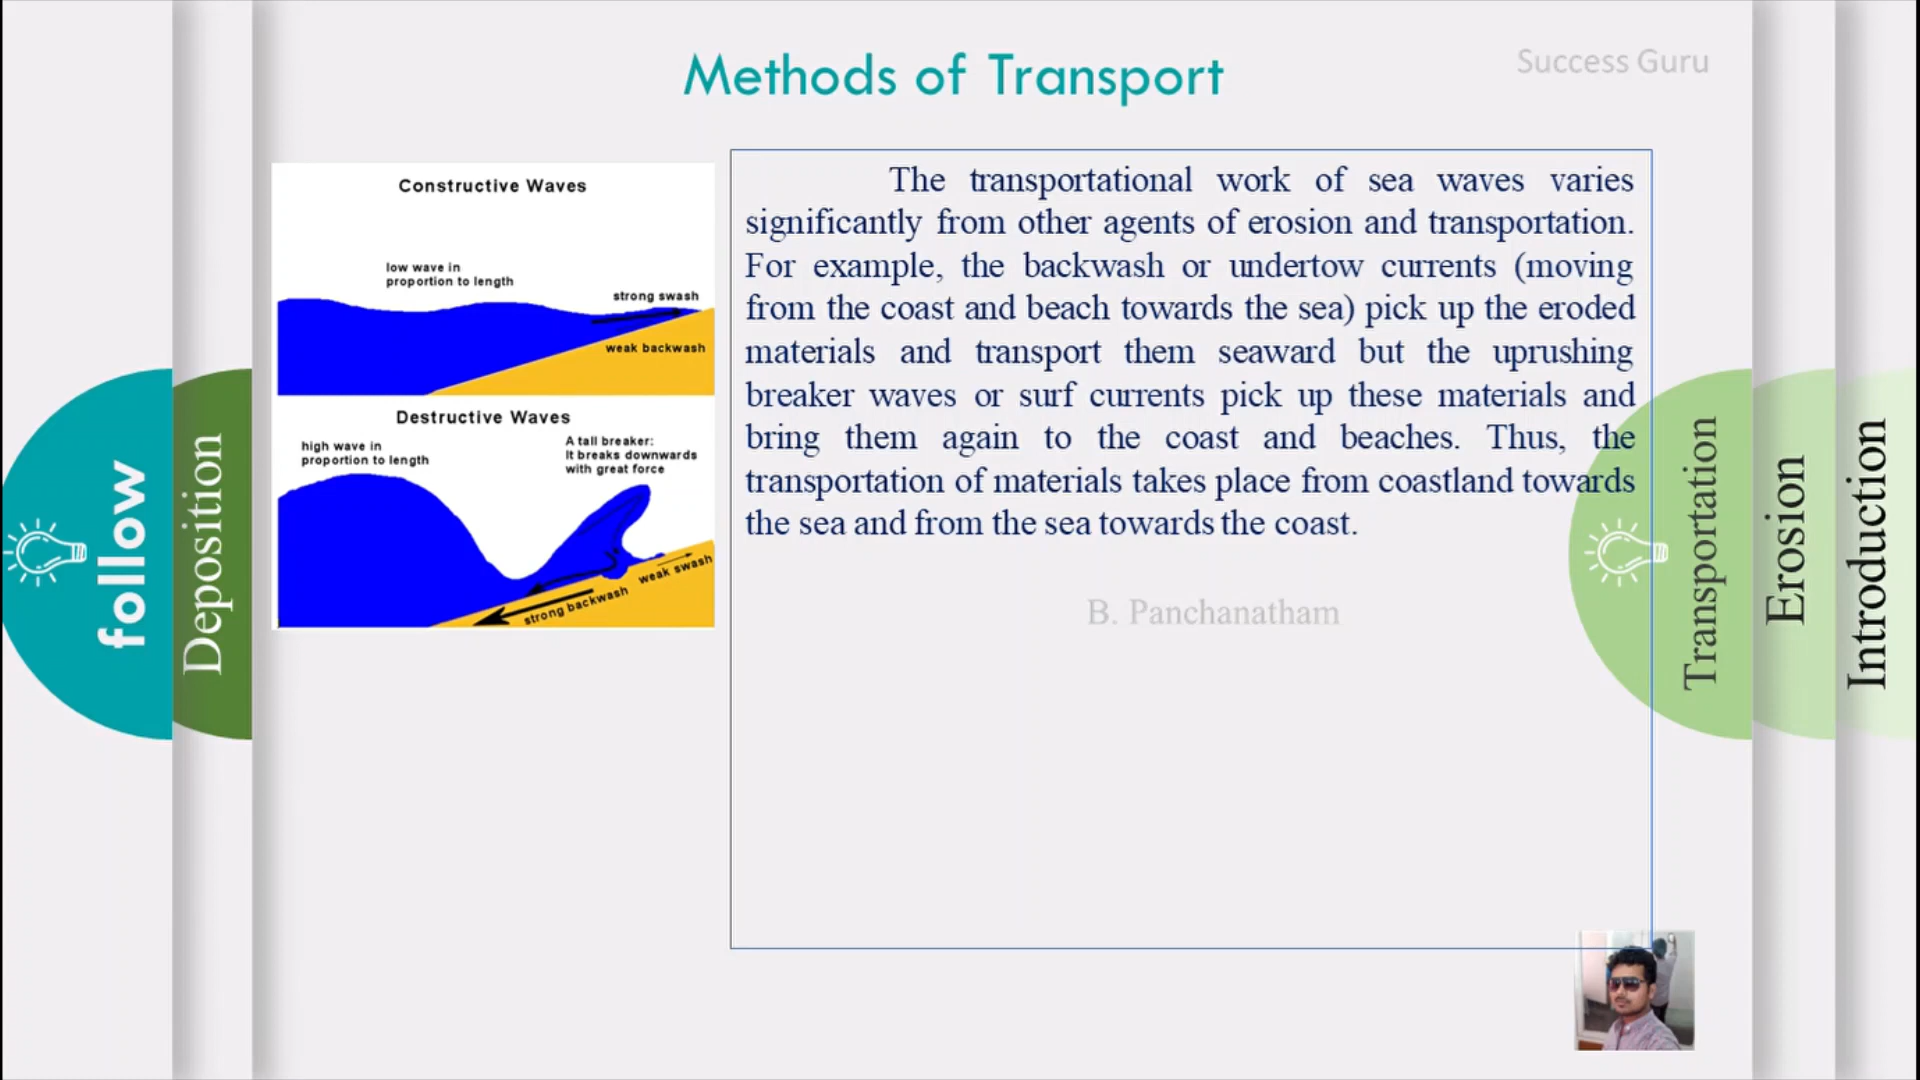 Methods of Transport
Success Guru
Constructive Waves
low wave in
proportion to length
strong swash
weak backwash
Destructive Waves
high wave in
proportion to length
A tall breaker:
It breaks downwards
with great force
weak swash
strong backwash
The transportational work of sea waves varies
significantly from other agents of erosion and transportation.
For example, the backwash or undertow currents (moving
from the coast and beach towards the sea) pick up the eroded
materials and transport them seaward but the uprushing
breaker waves or surf currents pick up these materials and
bring them again to the coast and beaches. Thus, the
transportation of materials takes place from coastland towards
the sea and from the sea towards the coast.
B. Panchanatham
follow
Deposition
Transportation
Erosion
Introduction